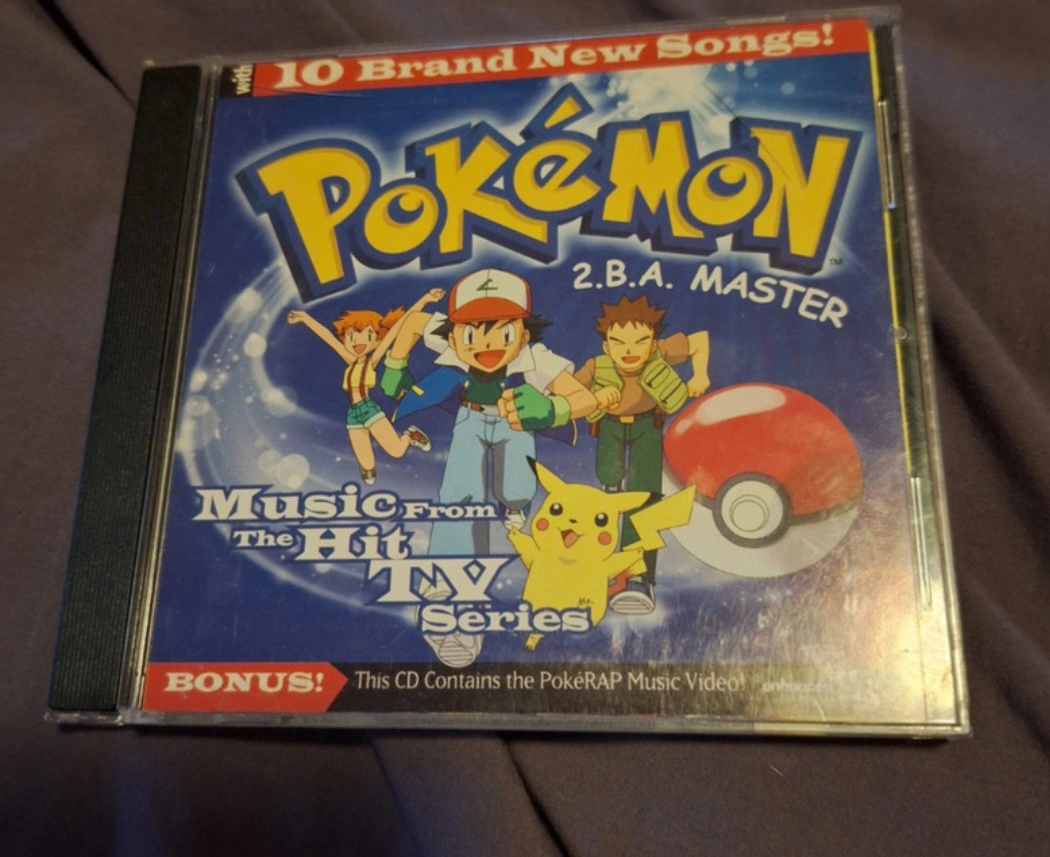 with 10 Brand New Songs!
POKéMON™
2.B.A. MASTER
Music From
The Hit
TV
Series
BONUS! This CD Contains the PokéRAP Music Video!